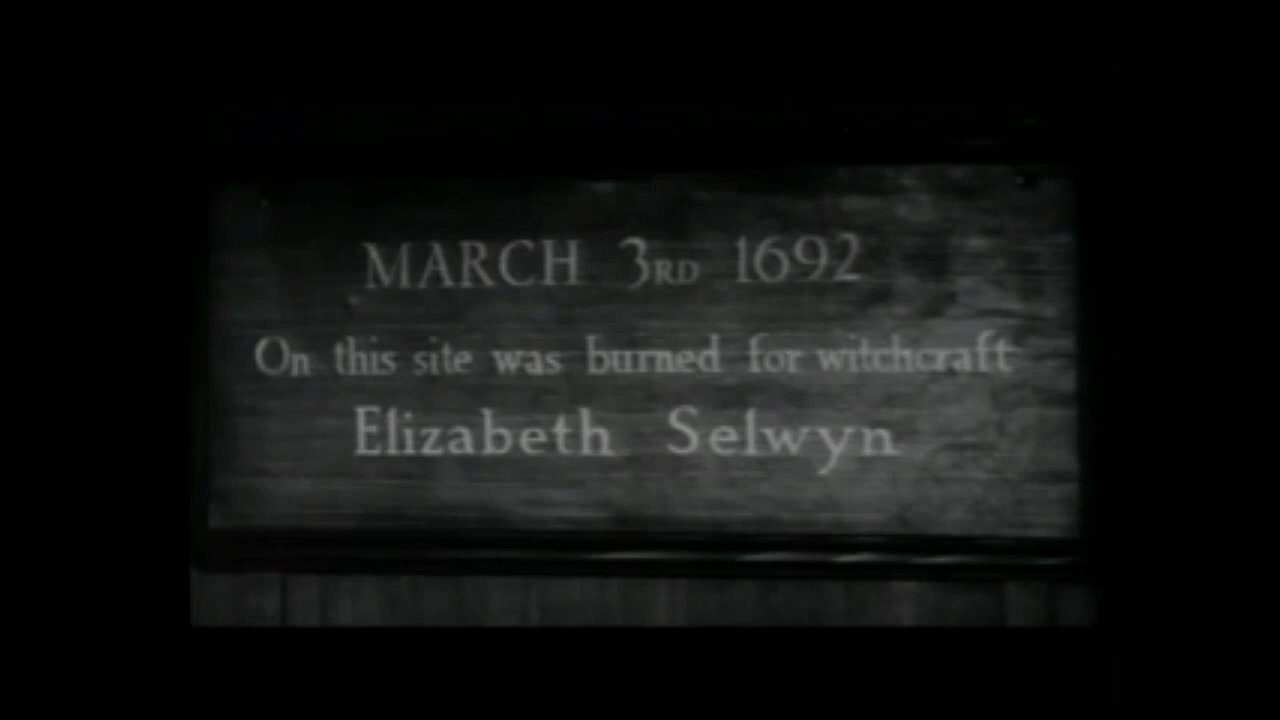 MARCH 3RD 1692
On this site was burned for witchcraft
Elizabeth Selwyn